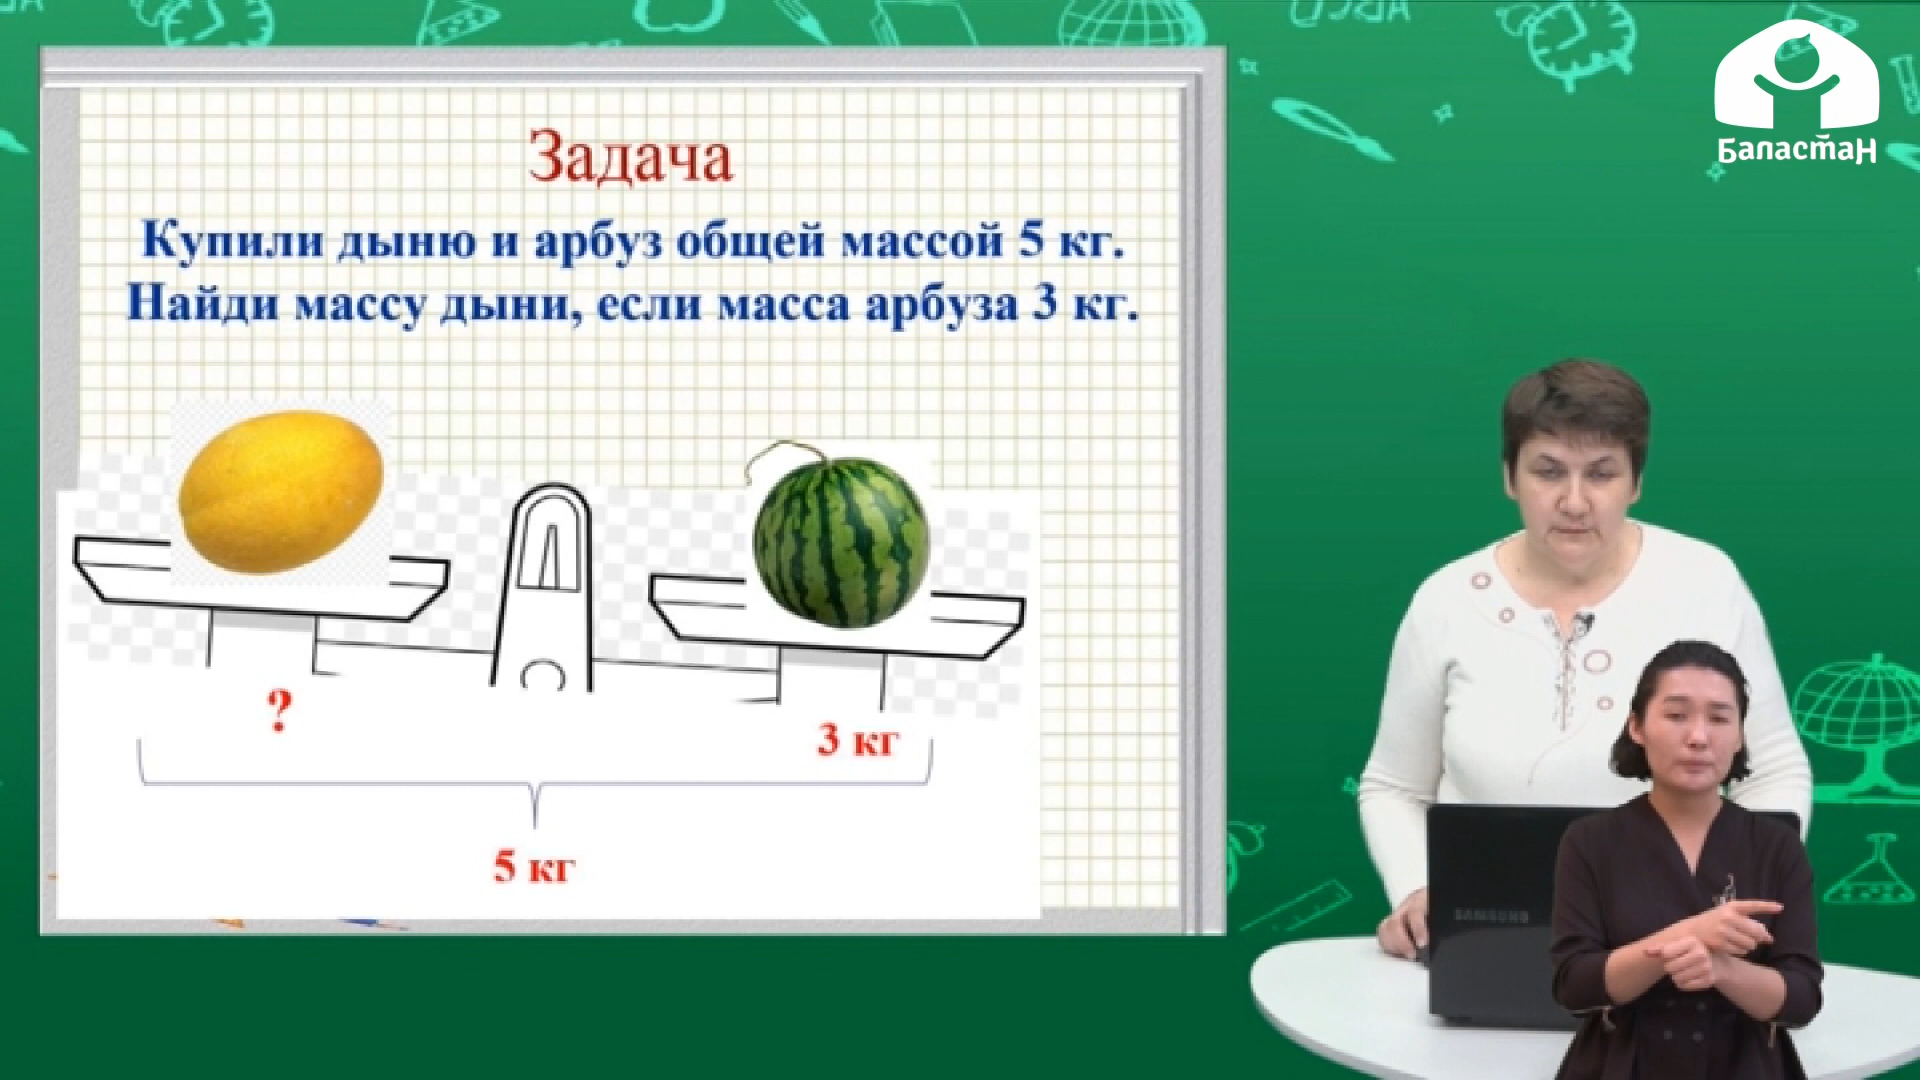 Баластан
Задача
Купили дыню и арбуз общей массой 5 кг.
Найди массу дыни, если масса арбуза 3 кг.
?
3 кг
5 кг
SAMSUNG